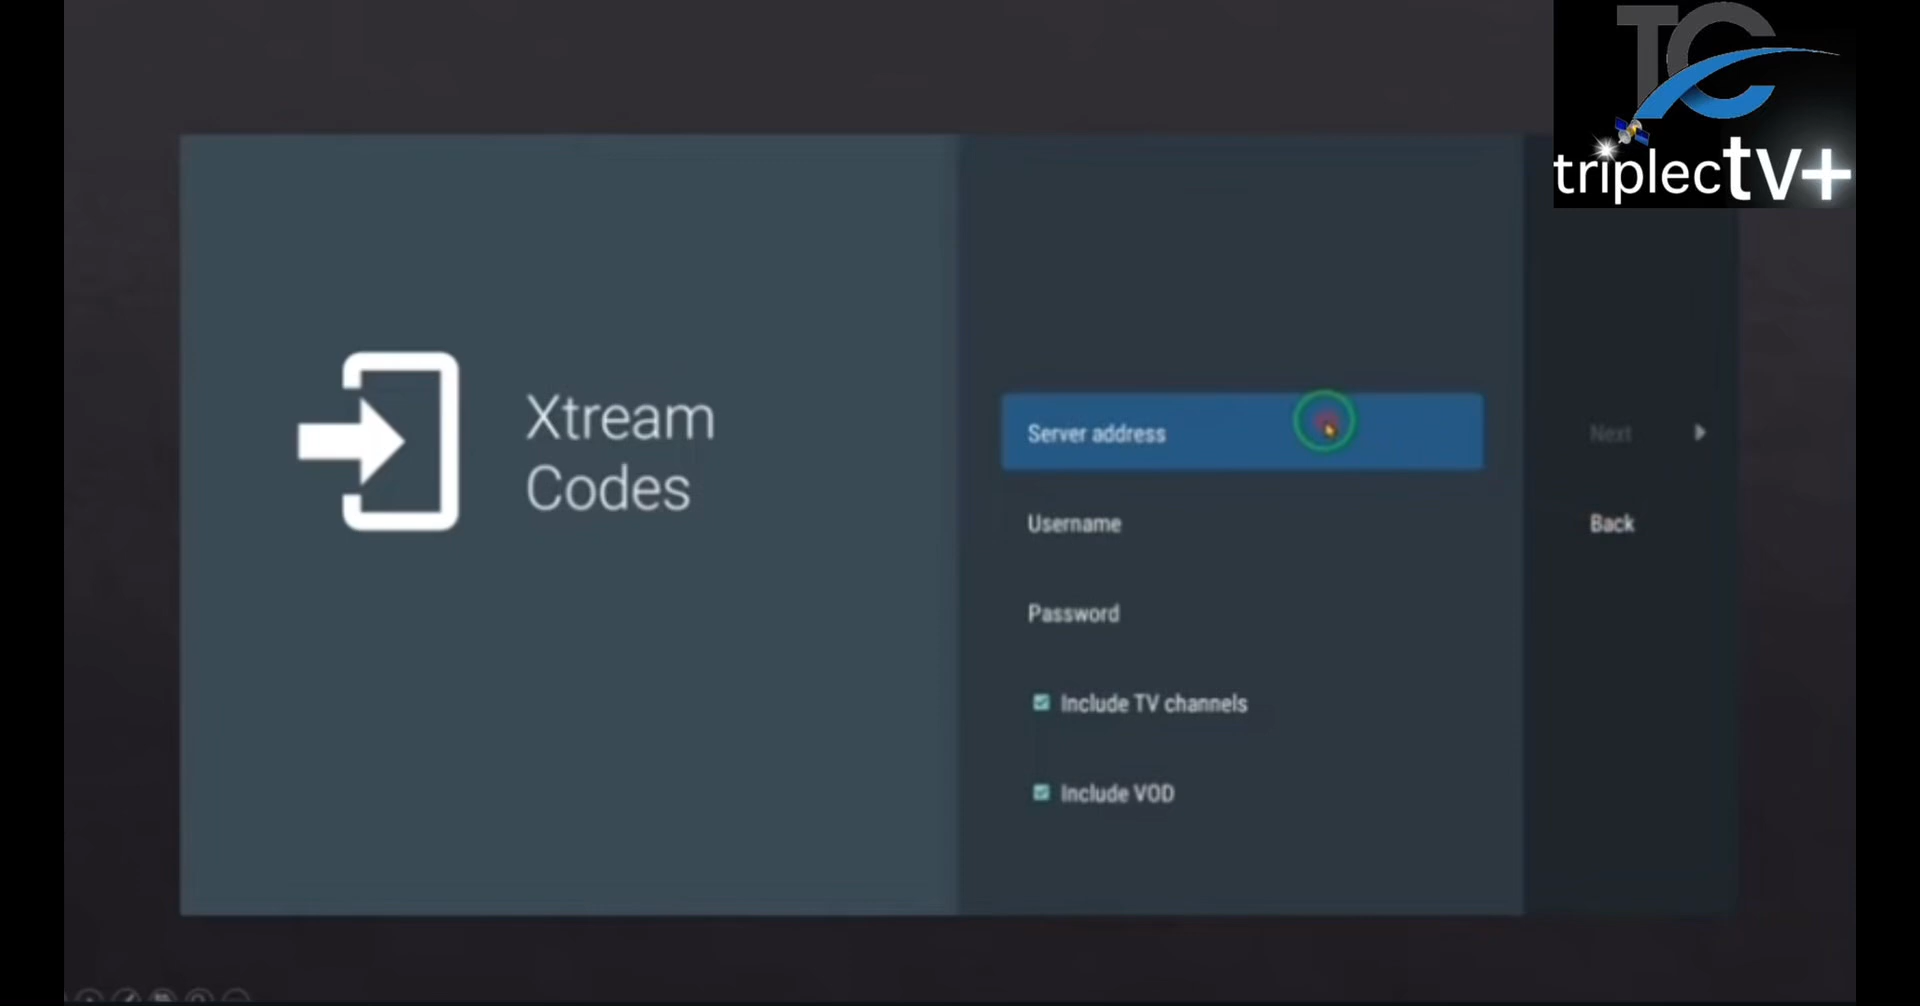 TC
triplectv+
Xtream
Codes
Server address
Username
Password
Include TV channels
Include VOD
Next
Back